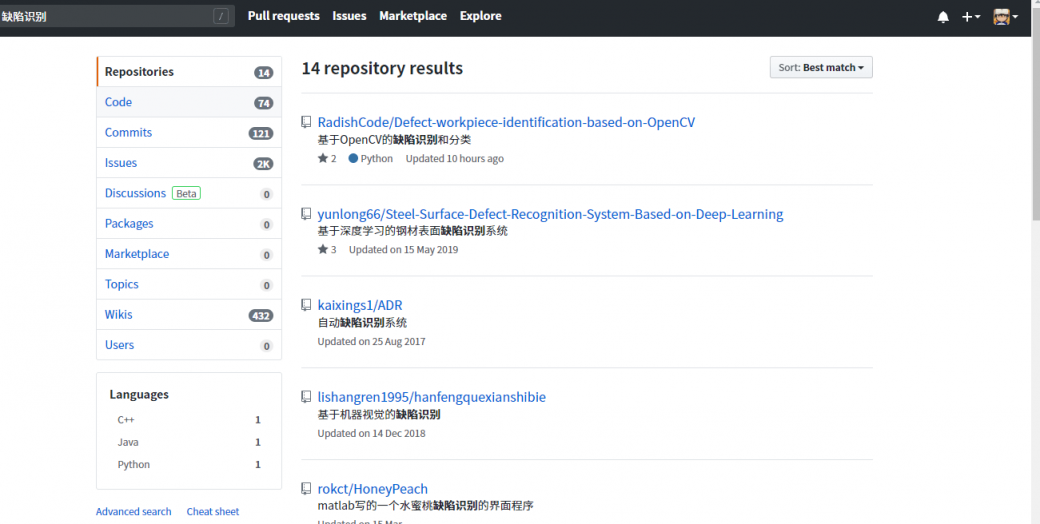 缺陷识别 / Pull requests Issues Marketplace Explore
Repositories 14
Code 74
Commits 121
Issues 2K
Discussions Beta 0
Packages 0
Marketplace 0
Topics 0
Wikis 432
Users 0
Languages
C++ 1
Java 1
Python 1
Advanced search Cheat sheet
14 repository results
Sort: Best match
RadishCode/Defect-workpiece-identification-based-on-OpenCV
基于OpenCV的缺陷识别和分类
2 Python Updated 10 hours ago
yunlong66/Steel-Surface-Defect-Recognition-System-Based-on-Deep-Learning
基于深度学习的钢材表面缺陷识别系统
3 Updated on 15 May 2019
kaixings1/ADR
自动缺陷识别系统
Updated on 25 Aug 2017
lishangren1995/hanfengquexianshibie
基于机器视觉的缺陷识别
Updated on 14 Dec 2018
rokct/HoneyPeach
matlab写的一个水蜜桃缺陷识别的界面程序
Updated on 15 Mar